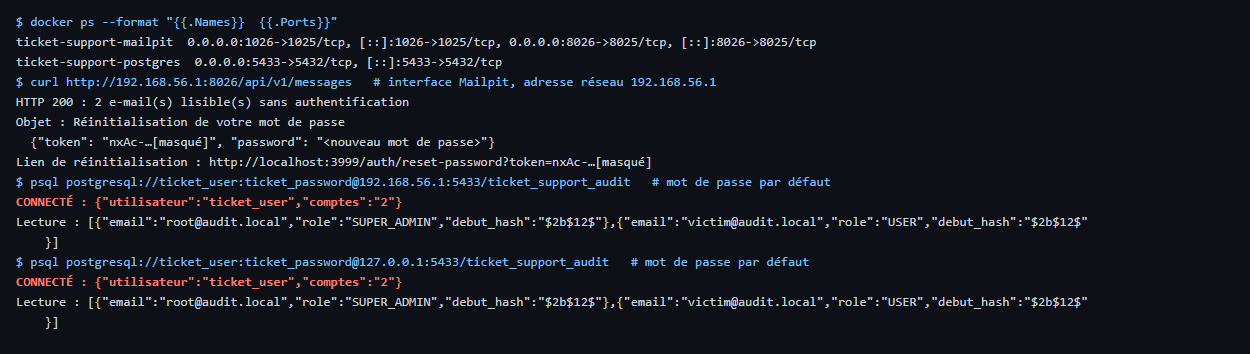 $ docker ps --format "{{.Names}}  {{.Ports}}"
ticket-support-mailpit  0.0.0.0:1026->1025/tcp, [::]:1026->1025/tcp, 0.0.0.0:8026->8025/tcp, [::]:8026->8025/tcp
ticket-support-postgres  0.0.0.0:5433->5432/tcp, [::]:5433->5432/tcp
$ curl http://192.168.56.1:8026/api/v1/messages   # interface Mailpit, adresse réseau 192.168.56.1
HTTP 200 : 2 e-mail(s) lisible(s) sans authentification
Objet : Réinitialisation de votre mot de passe
  {"token": "nxAc-…[masqué]", "password": "<nouveau mot de passe>"}
Lien de réinitialisation : http://localhost:3999/auth/reset-password?token=nxAc-…[masqué]
$ psql postgresql://ticket_user:ticket_password@192.168.56.1:5433/ticket_support_audit   # mot de passe par défaut
CONNECTÉ : {"utilisateur":"ticket_user","comptes":"2"}
Lecture : [{"email":"root@audit.local","role":"SUPER_ADMIN","debut_hash":"$2b$12$"},{"email":"victim@audit.local","role":"USER","debut_hash":"$2b$12$"
    }]
$ psql postgresql://ticket_user:ticket_password@127.0.0.1:5433/ticket_support_audit   # mot de passe par défaut
CONNECTÉ : {"utilisateur":"ticket_user","comptes":"2"}
Lecture : [{"email":"root@audit.local","role":"SUPER_ADMIN","debut_hash":"$2b$12$"},{"email":"victim@audit.local","role":"USER","debut_hash":"$2b$12$"
    }]